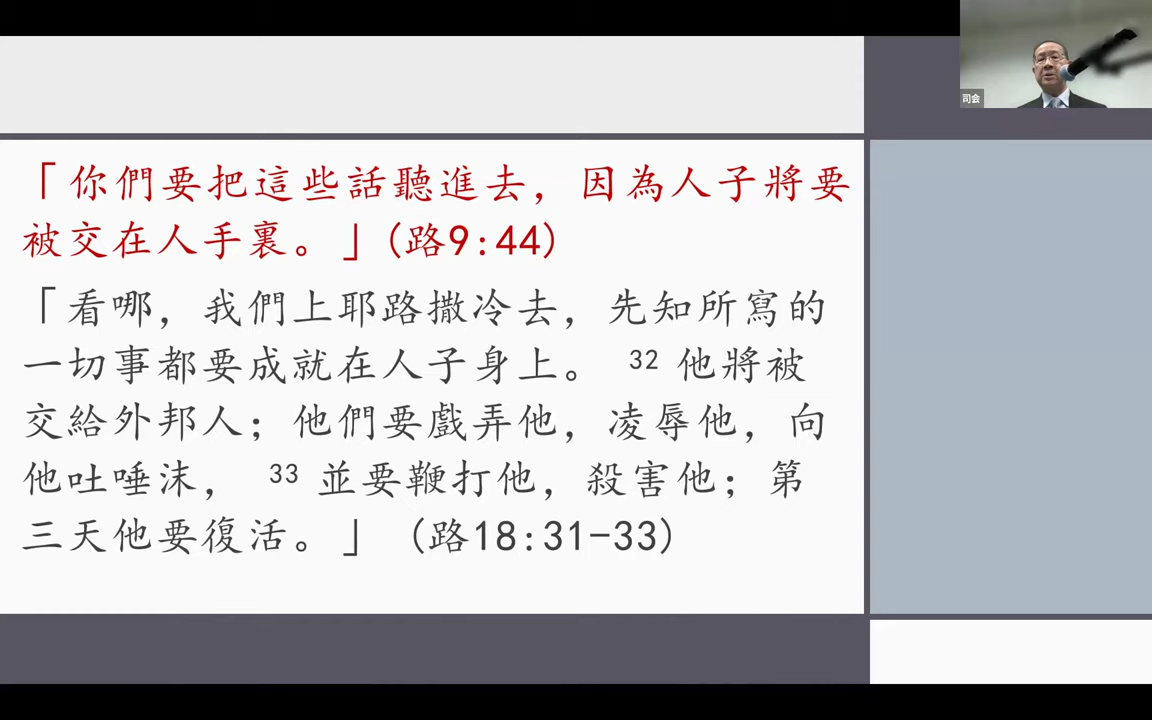 司会
「你們要把這些話聽進去，因為人子將要
被交在人手裏。」(路9:44)
「看哪，我們上耶路撒冷去，先知所寫的
一切事都要成就在人子身上。 32 他將被
交給外邦人；他們要戲弄他，凌辱他，向
他吐唾沫， 33 並要鞭打他，殺害他；第
三天他要復活。」 (路18:31-33)